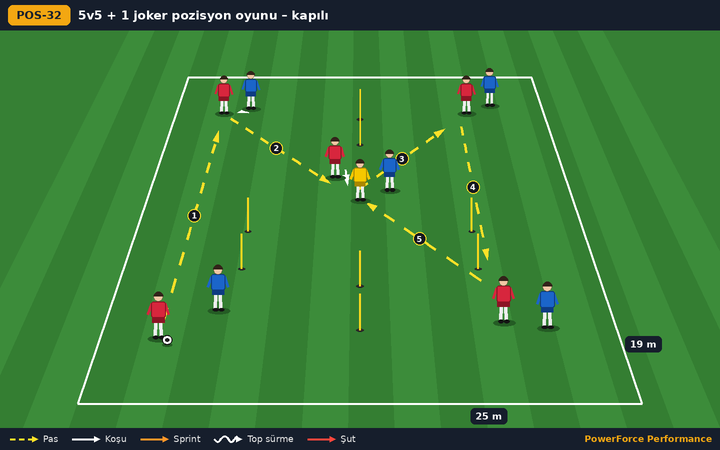 POS-32 5v5 + 1 joker pozisyon oyunu – kapılı
2
3
1
4
5
19 m
25 m
Pas Koşu Sprint Top sürme Şut PowerForce Performance